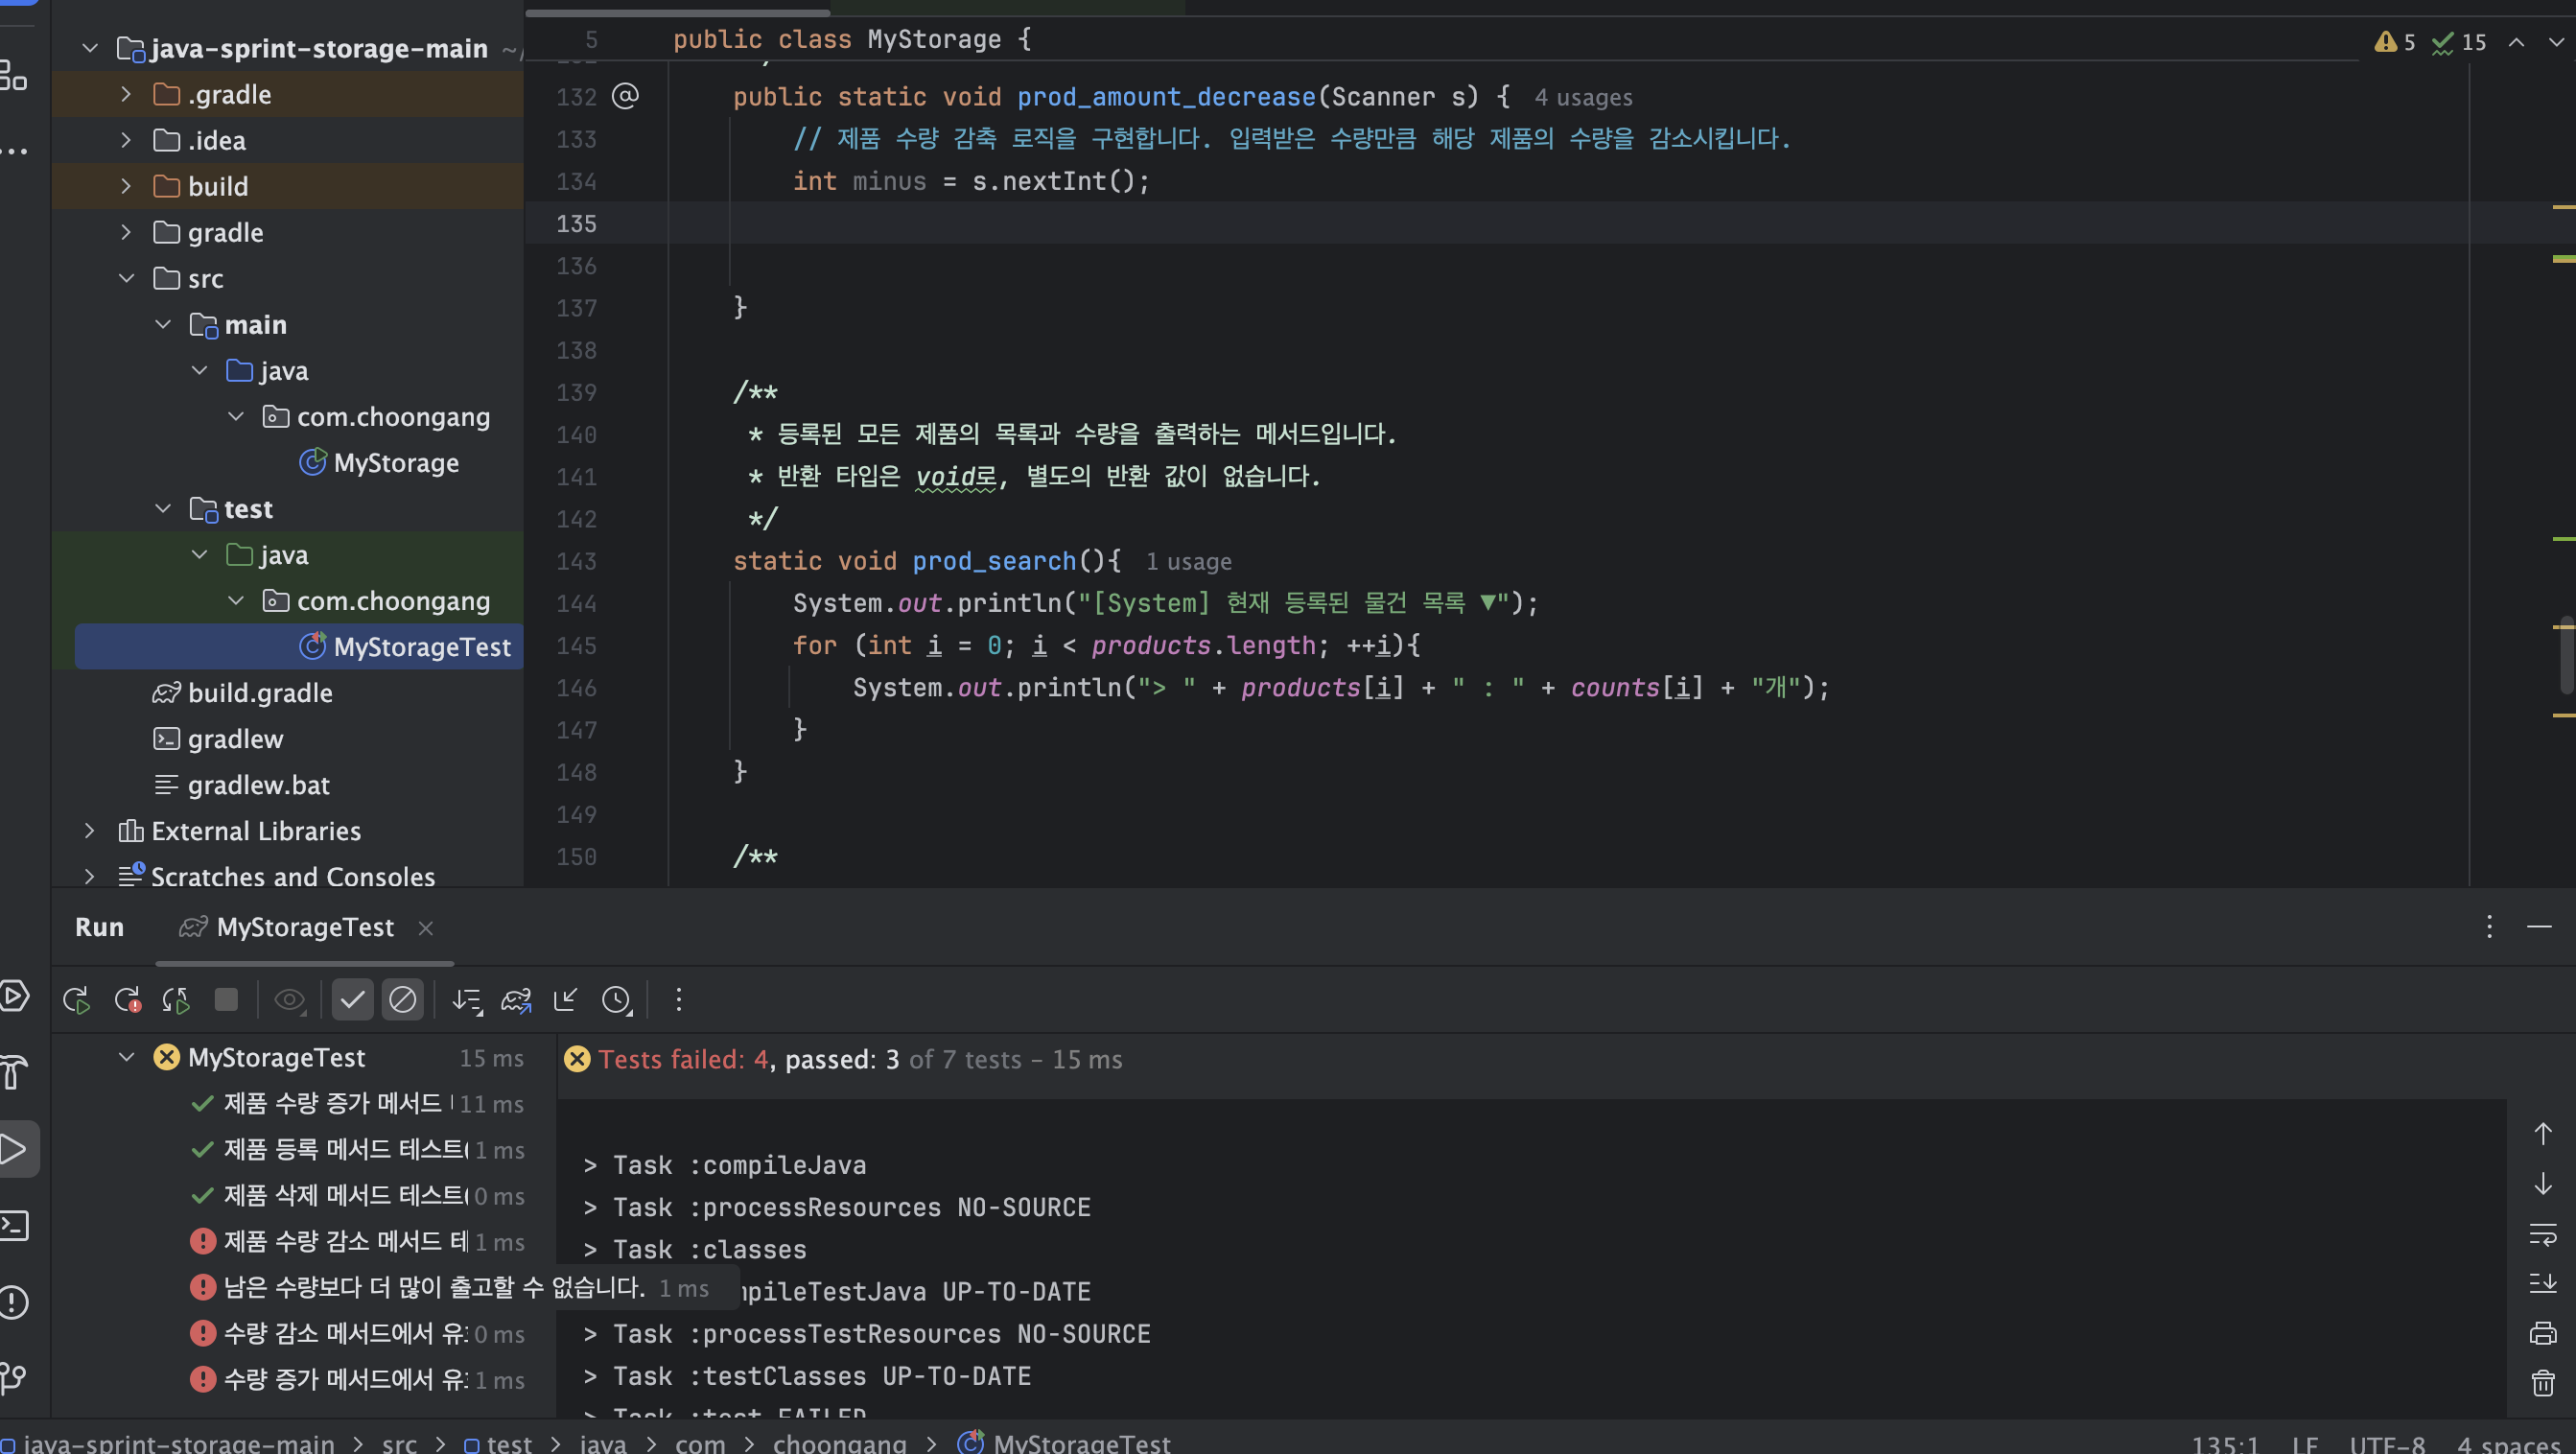 java-sprint-storage-main ~/
.gradle
.idea
build
gradle
src
main
java
com.choongang
MyStorage
test
java
com.choongang
MyStorageTest
build.gradle
gradlew
gradlew.bat
External Libraries
Scratches and Consoles
5 public class MyStorage {
5 15
132 public static void prod_amount_decrease(Scanner s) { 4 usages
133 // 제품 수량 감축 로직을 구현합니다. 입력받은 수량만큼 해당 제품의 수량을 감소시킵니다.
134 int minus = s.nextInt();
135
136
137 }
138
139 /**
140 * 등록된 모든 제품의 목록과 수량을 출력하는 메서드입니다.
141 * 반환 타입은 void로, 별도의 반환 값이 없습니다.
142 */
143 static void prod_search(){ 1 usage
144 System.out.println("[System] 현재 등록된 물건 목록 ▼");
145 for (int i = 0; i < products.length; ++i){
146 System.out.println("> " + products[i] + " : " + counts[i] + "개");
147 }
148 }
149
150 /**
Run MyStorageTest
MyStorageTest 15 ms
제품 수량 증가 메서드 11 ms
제품 등록 메서드 테스트( 1 ms
제품 삭제 메서드 테스트( 0 ms
제품 수량 감소 메서드 테 1 ms
남은 수량보다 더 많이 출고할 수 없습니다. 1 ms
수량 감소 메서드에서 유 0 ms
수량 증가 메서드에서 유 1 ms
Tests failed: 4, passed: 3 of 7 tests – 15 ms
> Task :compileJava
> Task :processResources NO-SOURCE
> Task :classes
mpileTestJava UP-TO-DATE
> Task :processTestResources NO-SOURCE
> Task :testClasses UP-TO-DATE
> Task :test FAILED
java-sprint-storage-main > src > test > java > com > choongang > MyStorageTest
135:1 LF UTF-8 4 spaces